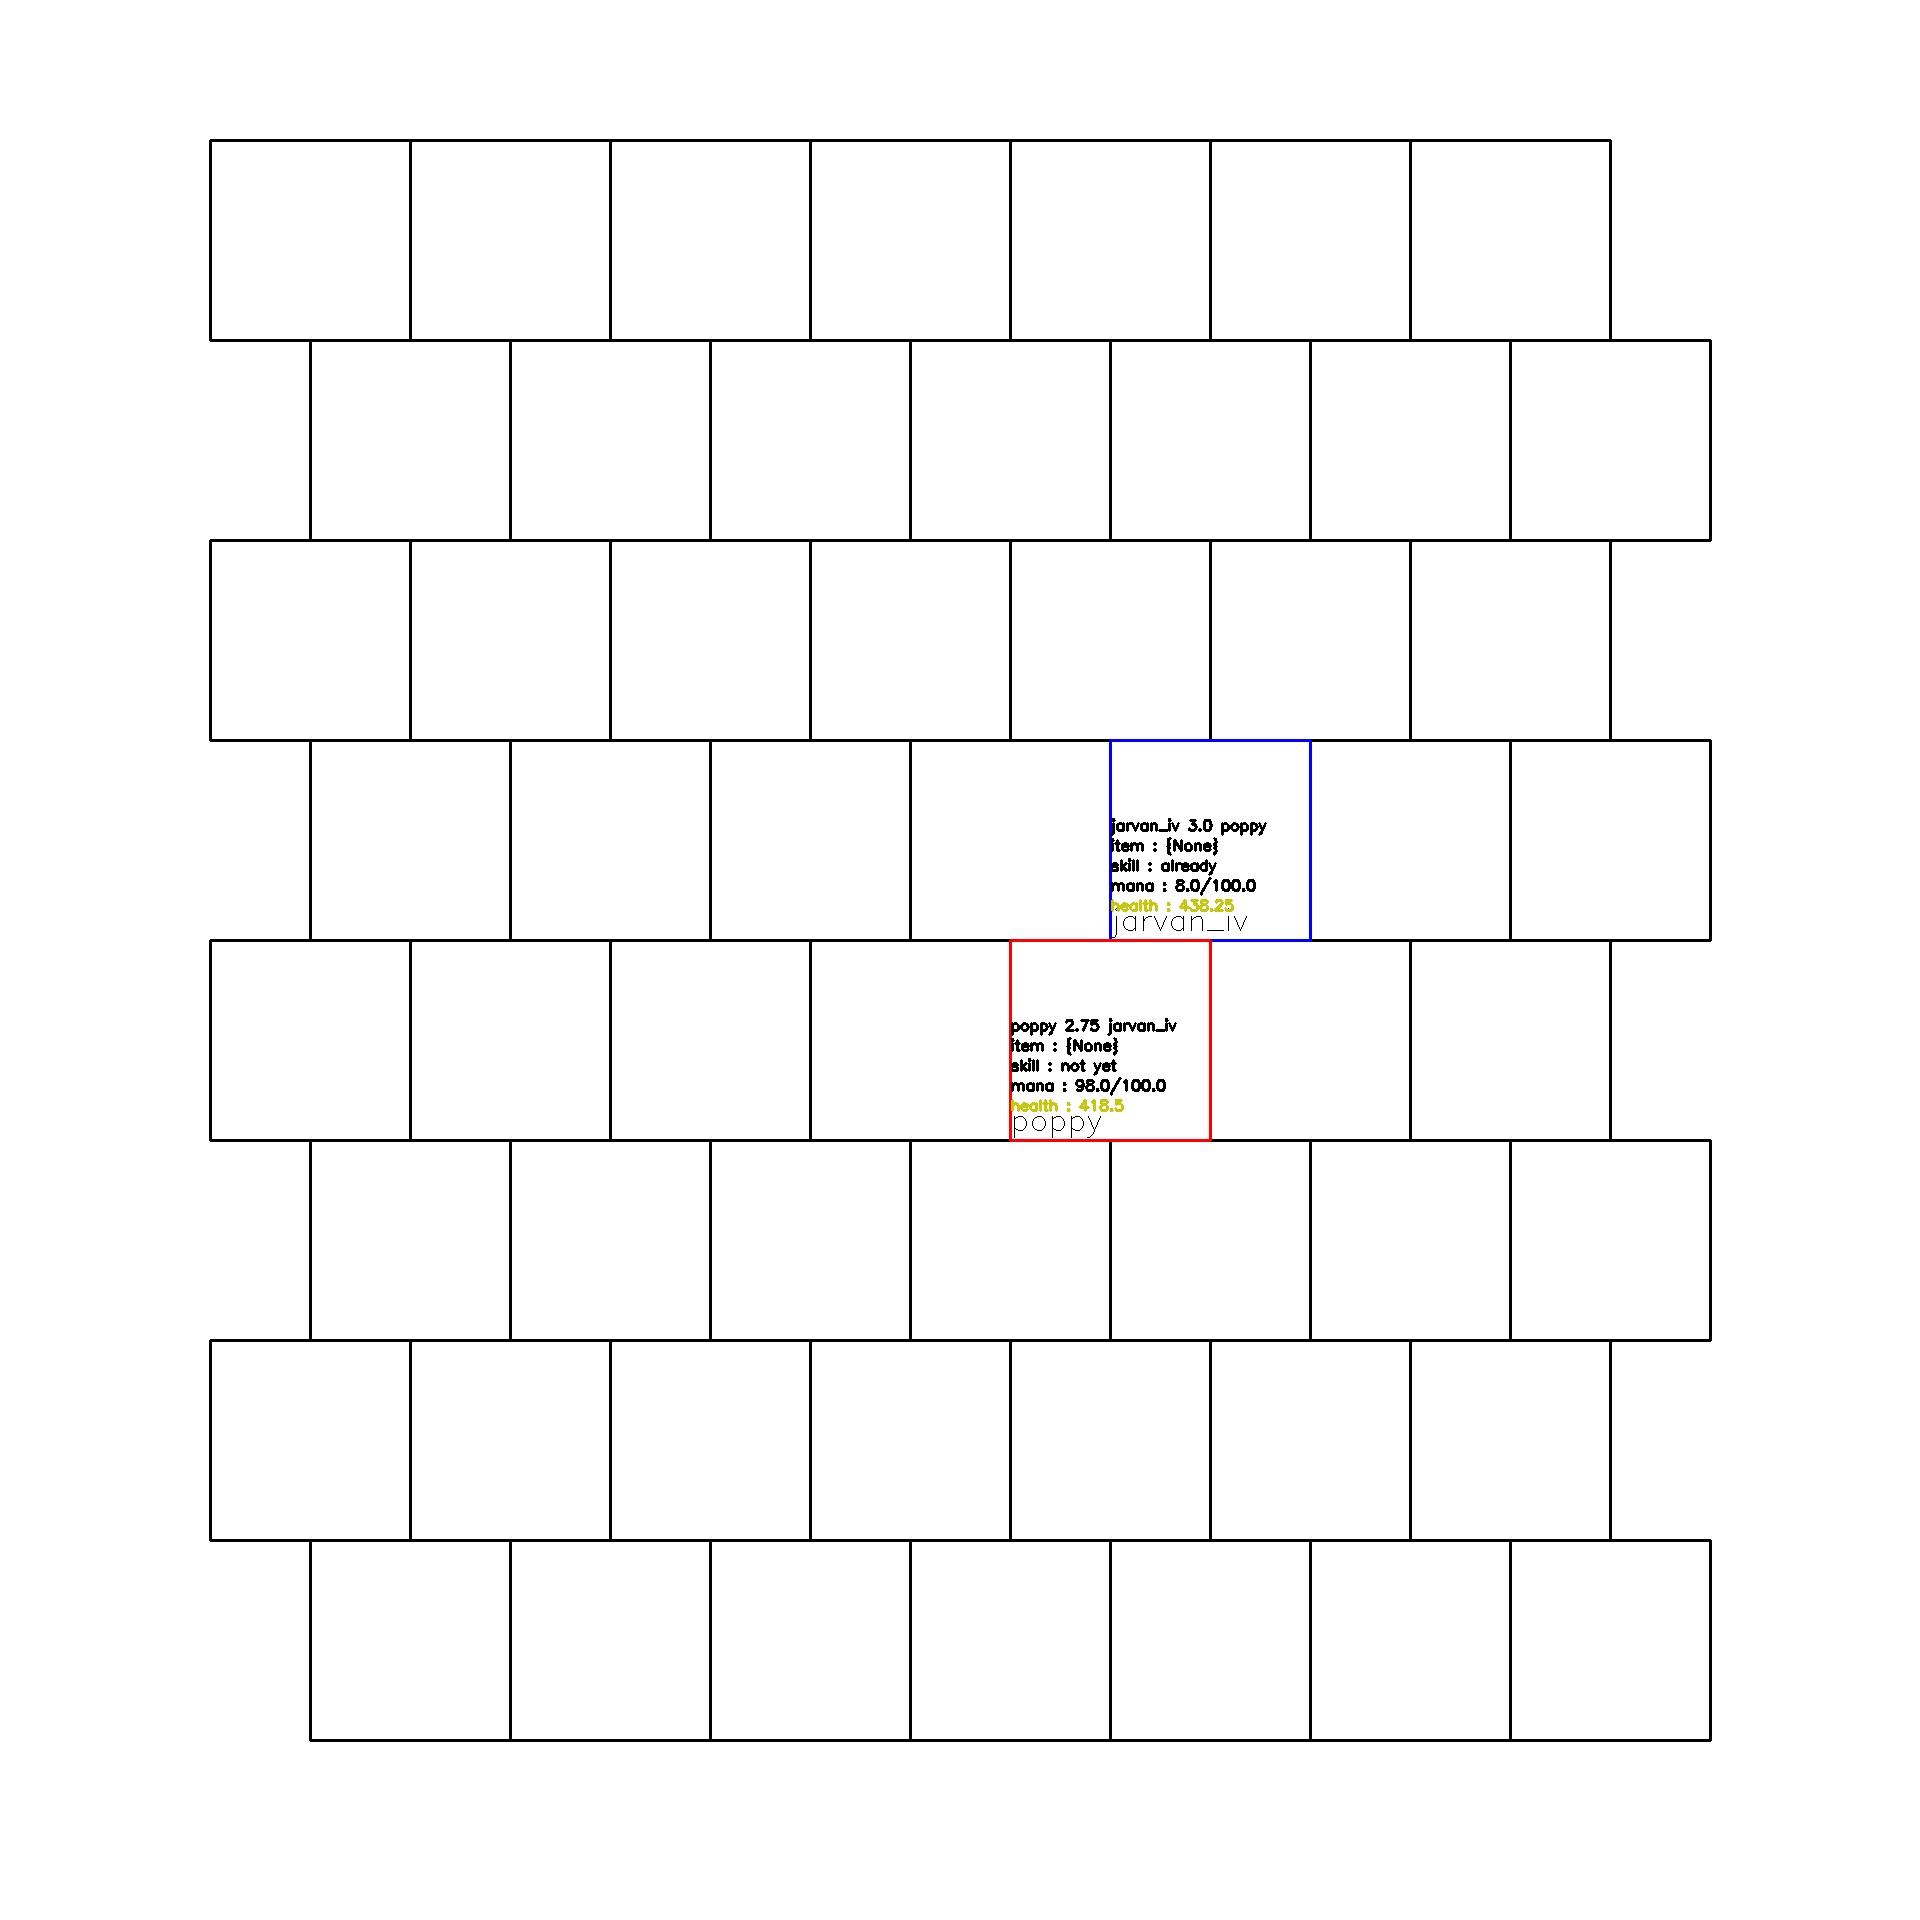 jarvan_iv 3.0 poppy
item : {None}
skill : already
mana : 8.0/100.0
health : 438.25
jarvan_iv
poppy 2.75 jarvan_iv
item : {None}
skill : not yet
mana : 98.0/100.0
health : 418.5
poppy